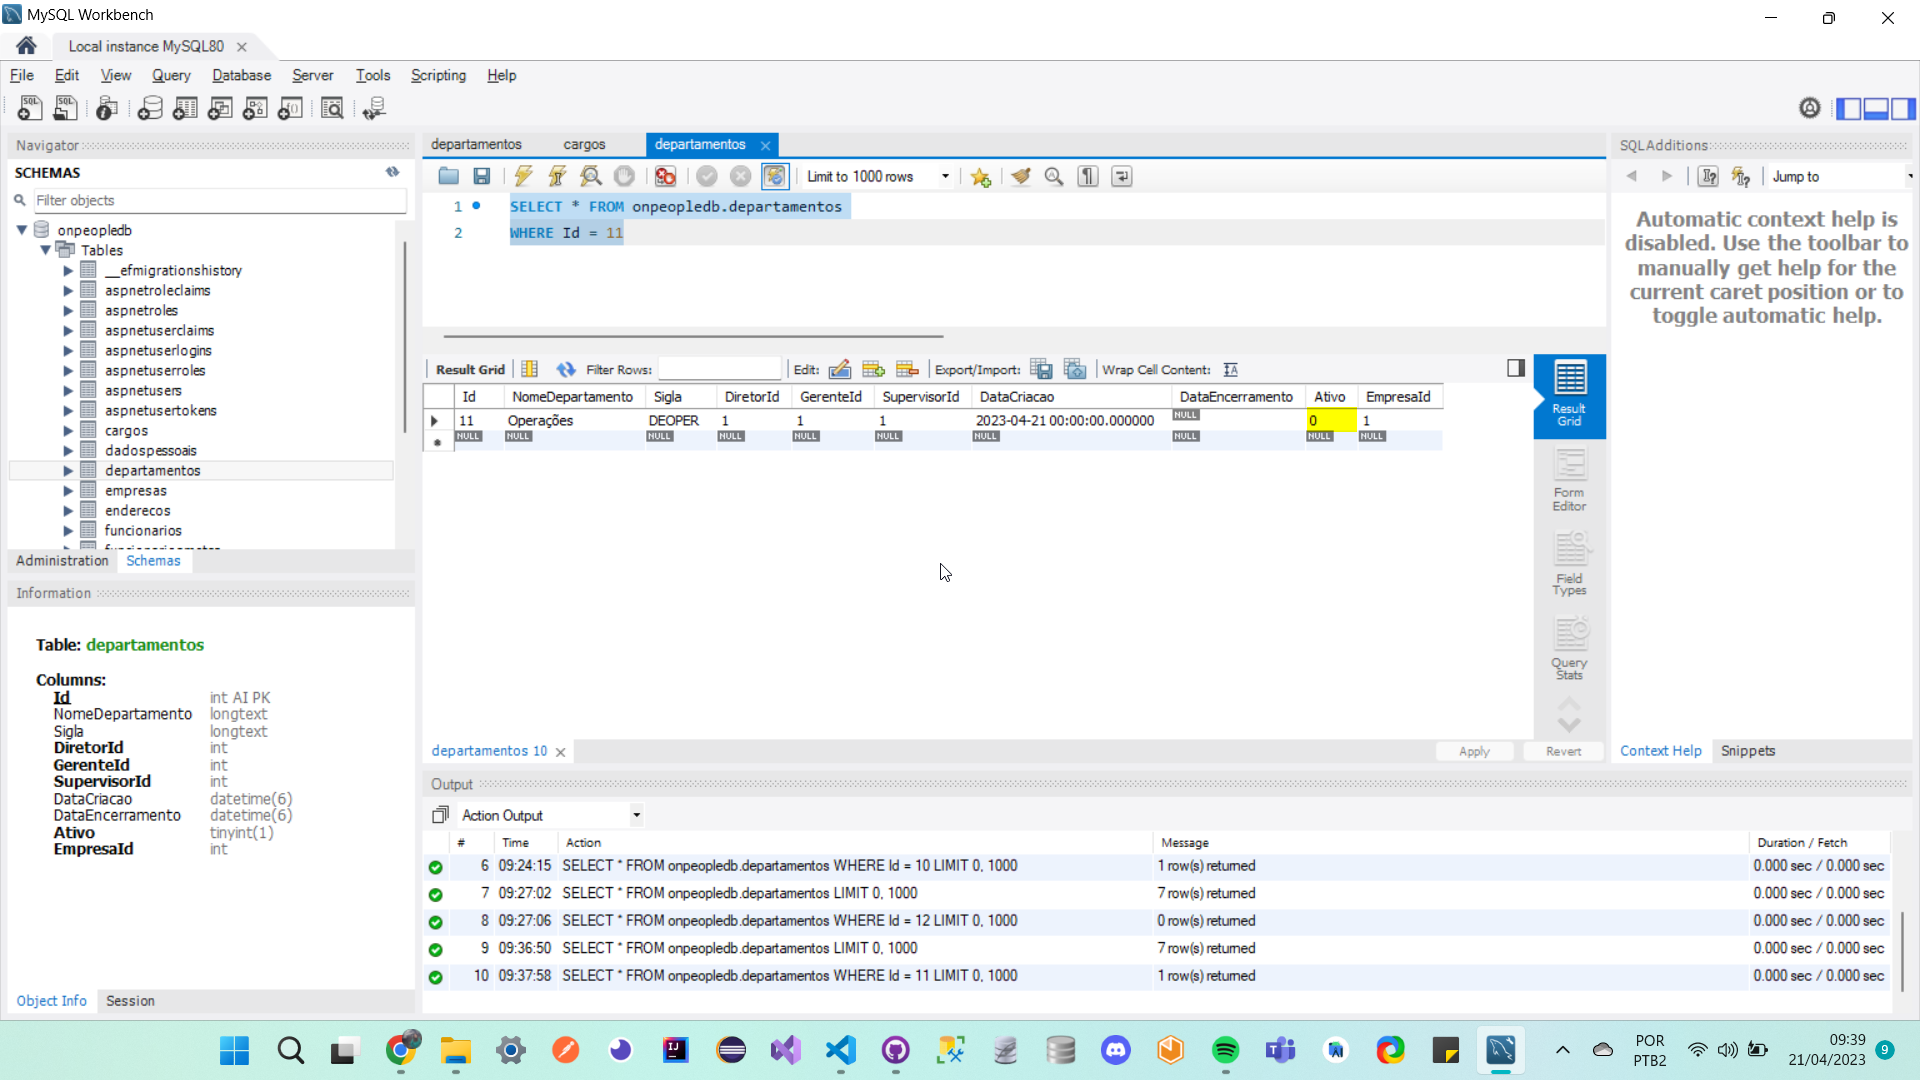 MySQL Workbench
Local instance MySQL80
File Edit View Query Database Server Tools Scripting Help
Navigator
SCHEMAS
Filter objects
onpeopledb
Tables
__efmigrationshistory
aspnetroleclaims
aspnetroles
aspnetuserclaims
aspnetuserlogins
aspnetuserroles
aspnetusers
aspnetusertokens
cargos
dadospessoais
departamentos
empresas
enderecos
funcionarios
Administration Schemas
Information
Table: departamentos
Columns:
Id int AI PK
NomeDepartamento longtext
Sigla longtext
DiretorId int
GerenteId int
SupervisorId int
DataCriacao datetime(6)
DataEncerramento datetime(6)
Ativo tinyint(1)
EmpresaId int
Object Info Session
departamentos cargos departamentos
Limit to 1000 rows
1 SELECT * FROM onpeopledb.departamentos
2 WHERE Id = 11
Result Grid Filter Rows: Edit: Export/Import: Wrap Cell Content:
Id NomeDepartamento Sigla DiretorId GerenteId SupervisorId DataCriacao DataEncerramento Ativo EmpresaId
11 Operações DEOPER 1 1 1 2023-04-21 00:00:00.000000 NULL 0 1
NULL NULL NULL NULL NULL NULL NULL NULL NULL NULL
Result
Grid
Form
Editor
Field
Types
Query
Stats
departamentos 10 Apply Revert
SQLAdditions
Jump to
Automatic context help is
disabled. Use the toolbar to
manually get help for the
current caret position or to
toggle automatic help.
Context Help Snippets
Output
Action Output
# Time Action Message Duration / Fetch
6 09:24:15 SELECT * FROM onpeopledb.departamentos WHERE Id = 10 LIMIT 0, 1000 1 row(s) returned 0.000 sec / 0.000 sec
7 09:27:02 SELECT * FROM onpeopledb.departamentos LIMIT 0, 1000 7 row(s) returned 0.000 sec / 0.000 sec
8 09:27:06 SELECT * FROM onpeopledb.departamentos WHERE Id = 12 LIMIT 0, 1000 0 row(s) returned 0.000 sec / 0.000 sec
9 09:36:50 SELECT * FROM onpeopledb.departamentos LIMIT 0, 1000 7 row(s) returned 0.000 sec / 0.000 sec
10 09:37:58 SELECT * FROM onpeopledb.departamentos WHERE Id = 11 LIMIT 0, 1000 1 row(s) returned 0.000 sec / 0.000 sec
POR
PTB2
09:39
21/04/2023
9